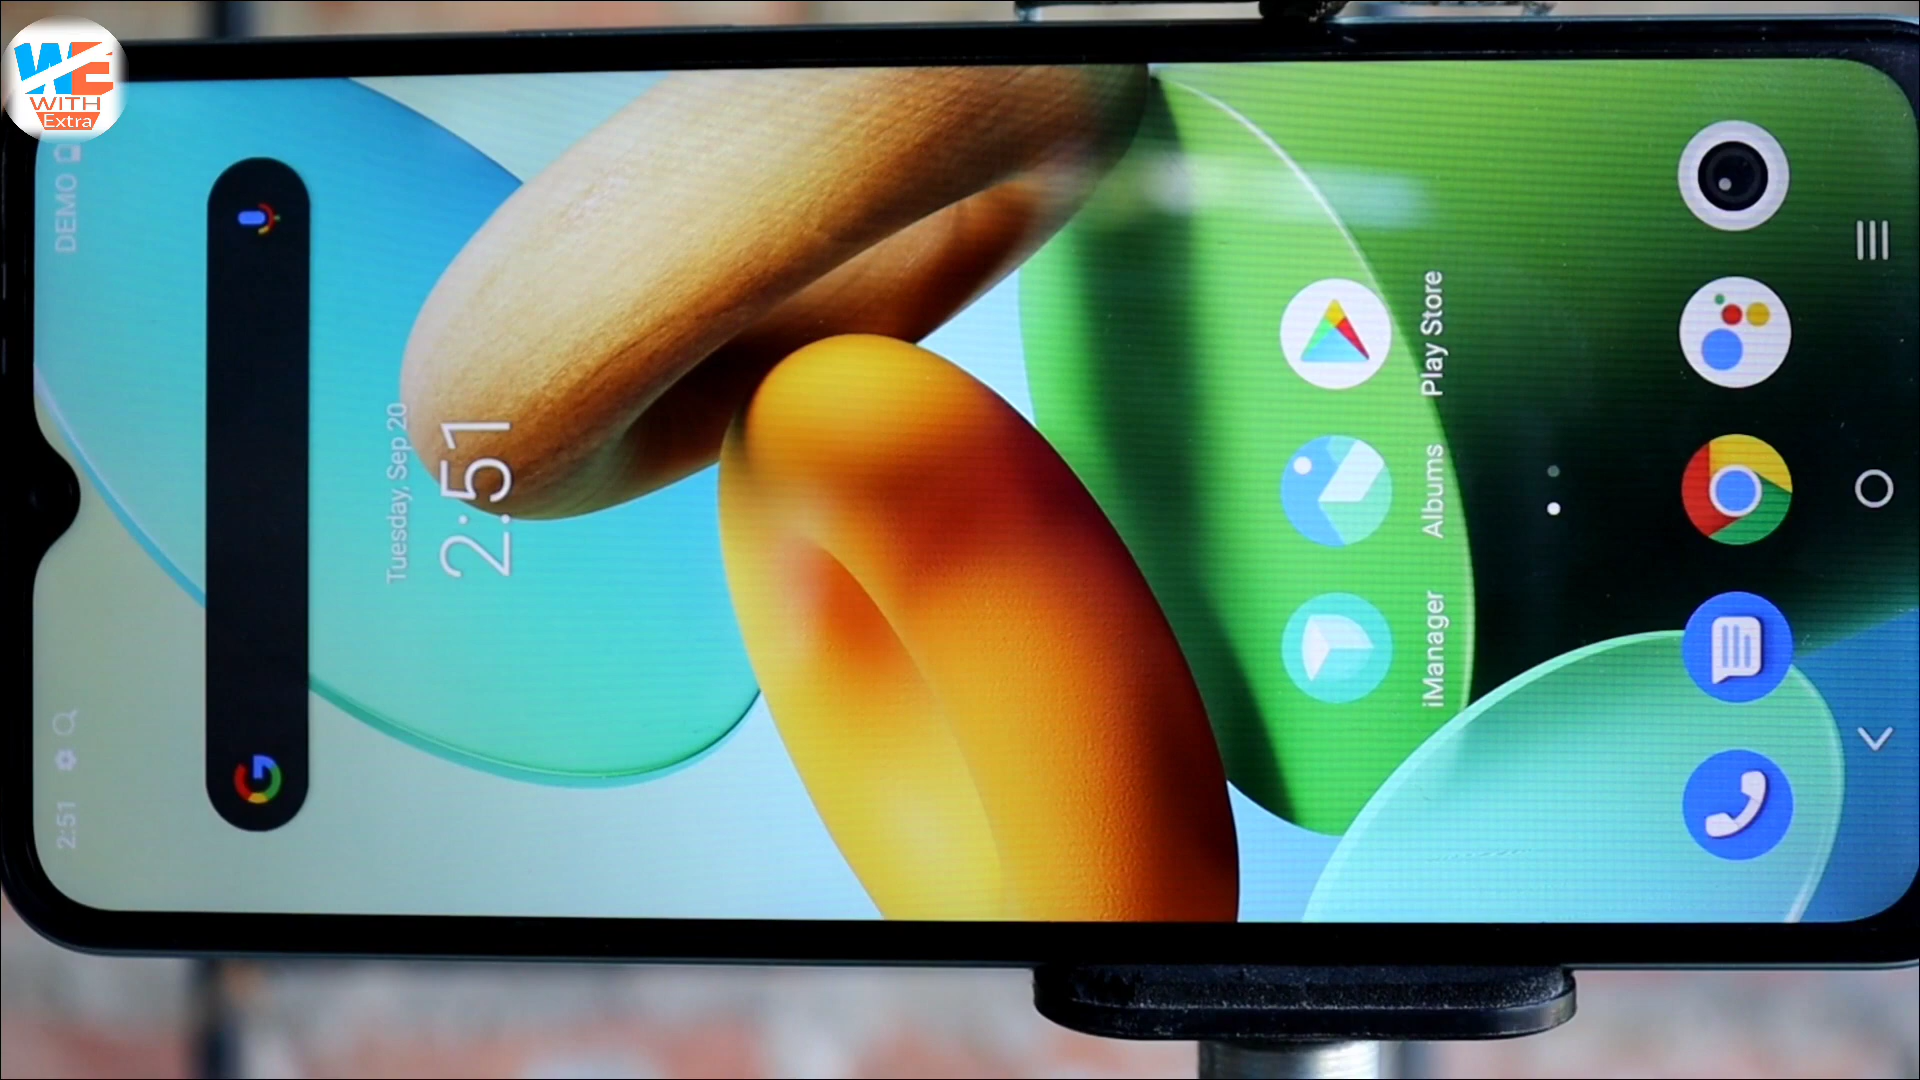 WE
WITH
Extra
2:51
DEMO
Tuesday, Sep 20
2:51
iManager
Albums
Play Store